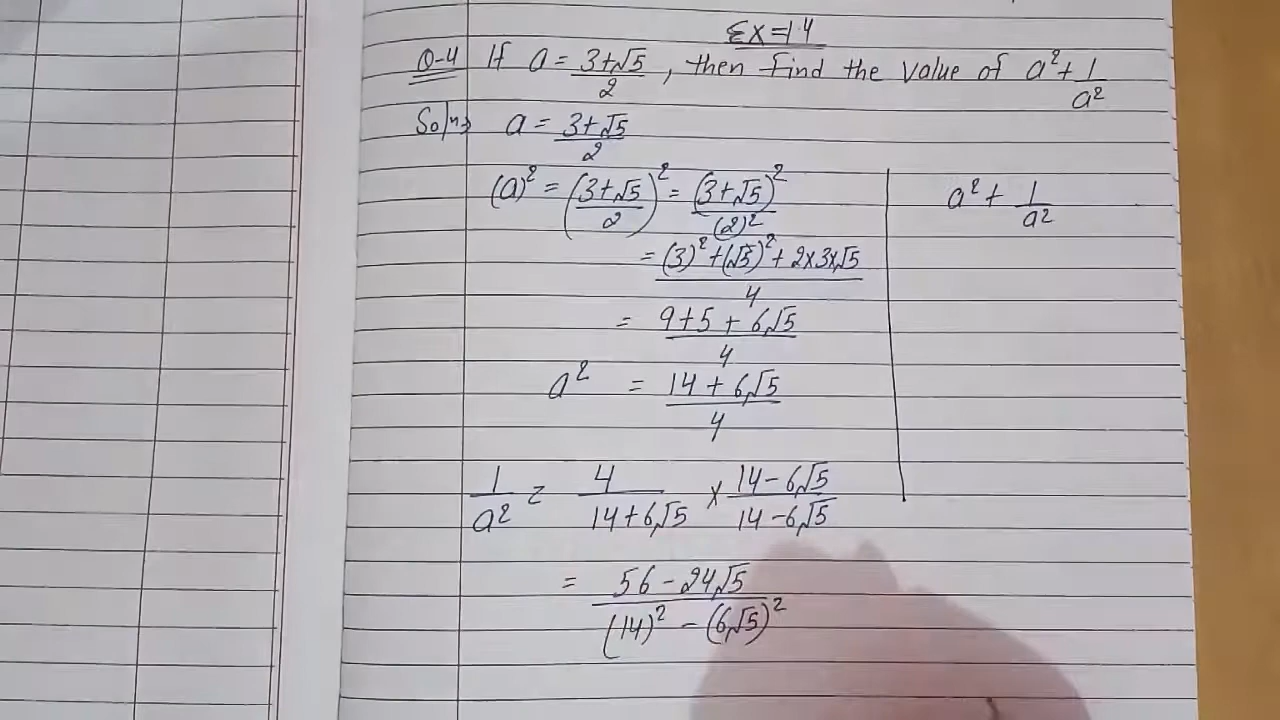 Ex=1.4
Q-4 If a = (3+√5)/2, then find the value of a² + 1/a²
Soln→ a = (3+√5)/2
(a)² = ((3+√5)/2)² = (3+√5)²/(2)²
= ((3)² + (√5)² + 2×3×√5)/4
= (9+5+6√5)/4
a² = (14+6√5)/4
1/a² = 4/(14+6√5) × (14-6√5)/(14-6√5)
= (56-24√5)/((14)² - (6√5)²)
a² + 1/a²